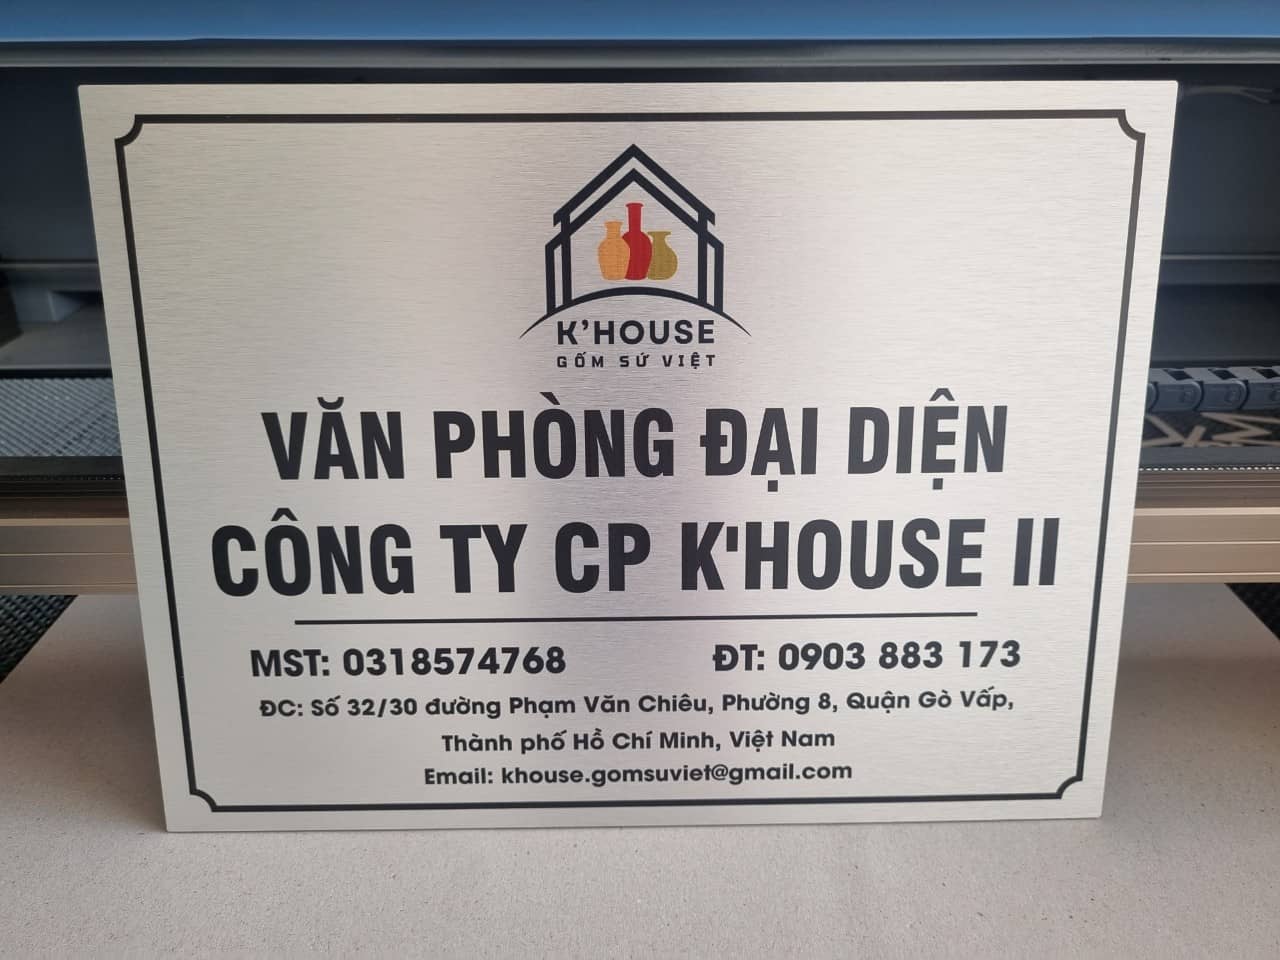 K'HOUSE
GỐM SỨ VIỆT
VĂN PHÒNG ĐẠI DIỆN
CÔNG TY CP K'HOUSE II
MST: 0318574768 ĐT: 0903 883 173
ĐC: Số 32/30 đường Phạm Văn Chiêu, Phường 8, Quận Gò Vấp,
Thành phố Hồ Chí Minh, Việt Nam
Email: khouse.gomsuviet@gmail.com